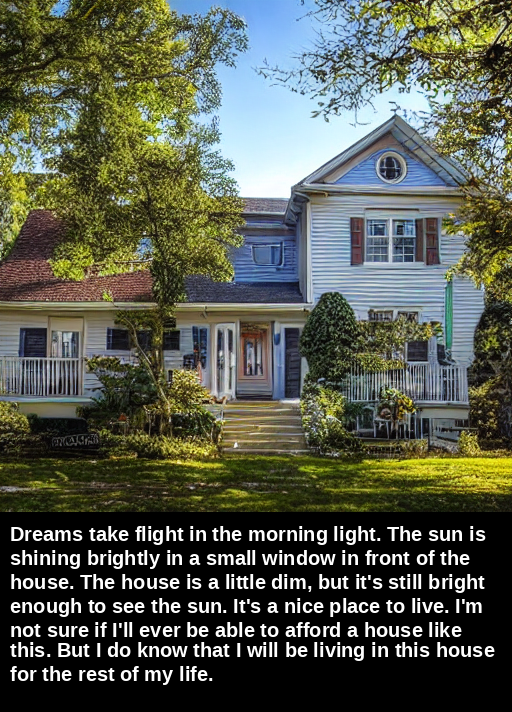 Dreams take flight in the morning light. The sun is
shining brightly in a small window in front of the
house. The house is a little dim, but it's still bright
enough to see the sun. It's a nice place to live. I'm
not sure if I'll ever be able to afford a house like
this. But I do know that I will be living in this house
for the rest of my life.